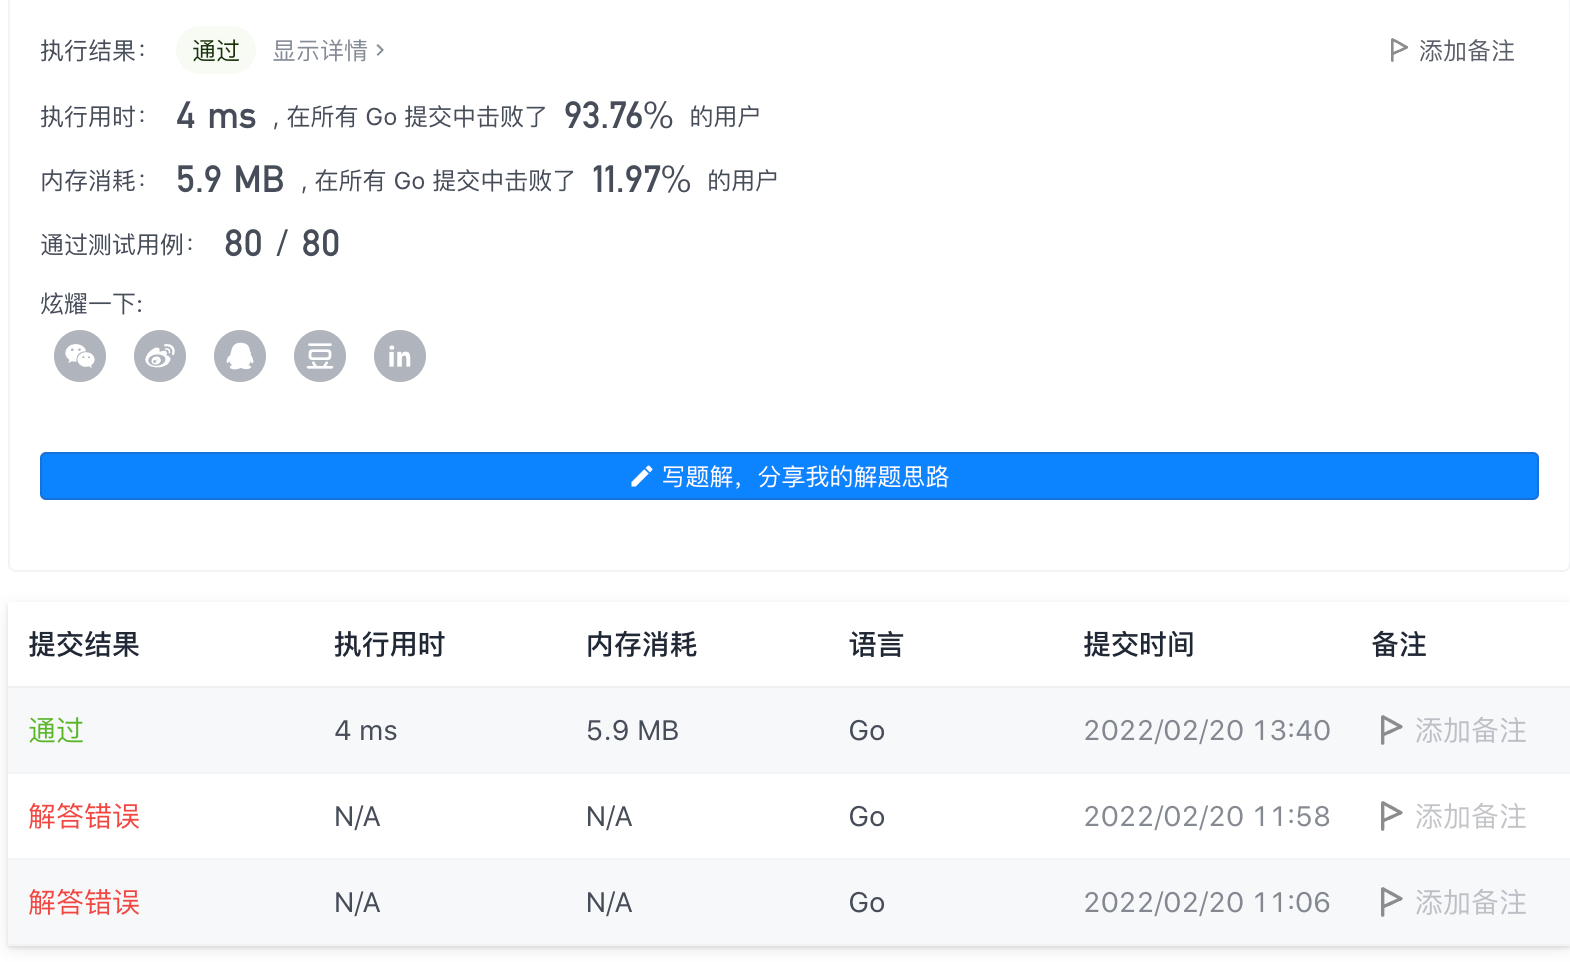 执行结果： 通过 显示详情 > 添加备注
执行用时： 4 ms , 在所有 Go 提交中击败了 93.76% 的用户
内存消耗： 5.9 MB , 在所有 Go 提交中击败了 11.97% 的用户
通过测试用例： 80 / 80
炫耀一下:
豆 in
写题解，分享我的解题思路
提交结果 执行用时 内存消耗 语言 提交时间 备注
通过 4 ms 5.9 MB Go 2022/02/20 13:40 添加备注
解答错误 N/A N/A Go 2022/02/20 11:58 添加备注
解答错误 N/A N/A Go 2022/02/20 11:06 添加备注